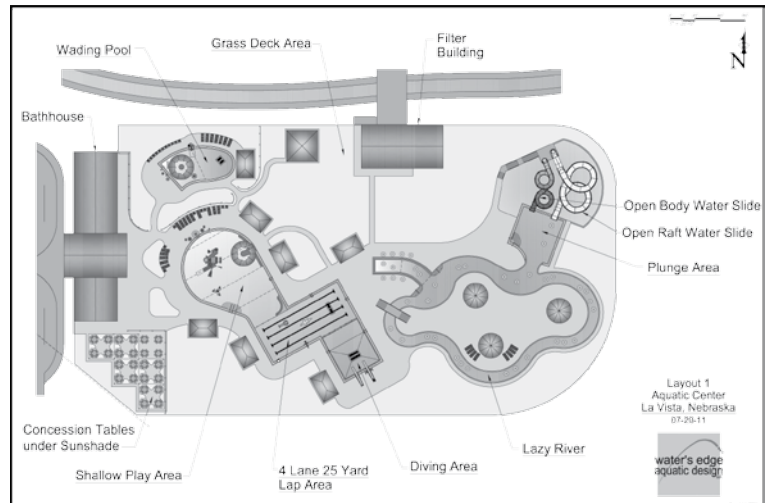 Wading Pool
Grass Deck Area
Filter
Building
N
Bathhouse
Open Body Water Slide
Open Raft Water Slide
Plunge Area
Layout 1
Aquatic Center
La Vista, Nebraska
07-20-11
water's edge
aquatic design
Concession Tables
under Sunshade
Shallow Play Area
4 Lane 25 Yard
Lap Area
Diving Area
Lazy River